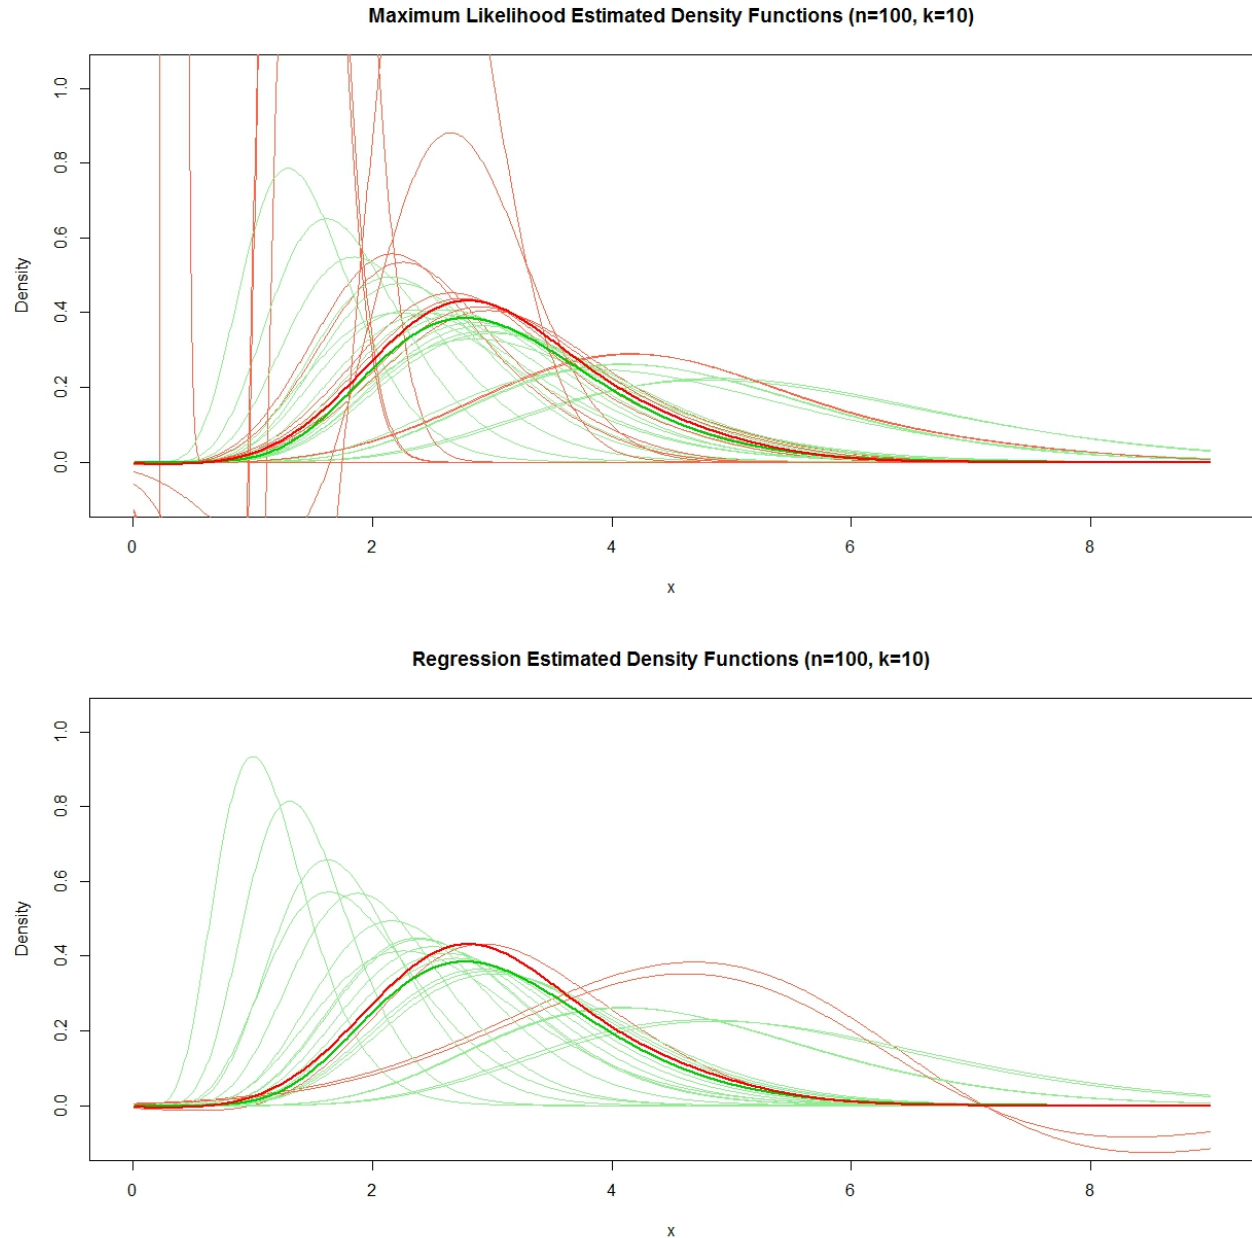 Maximum Likelihood Estimated Density Functions (n=100, k=10)
Density
1.0
0.8
0.6
0.4
0.2
0.0
0 2 4 6 8
x
Regression Estimated Density Functions (n=100, k=10)
Density
1.0
0.8
0.6
0.4
0.2
0.0
0 2 4 6 8
x